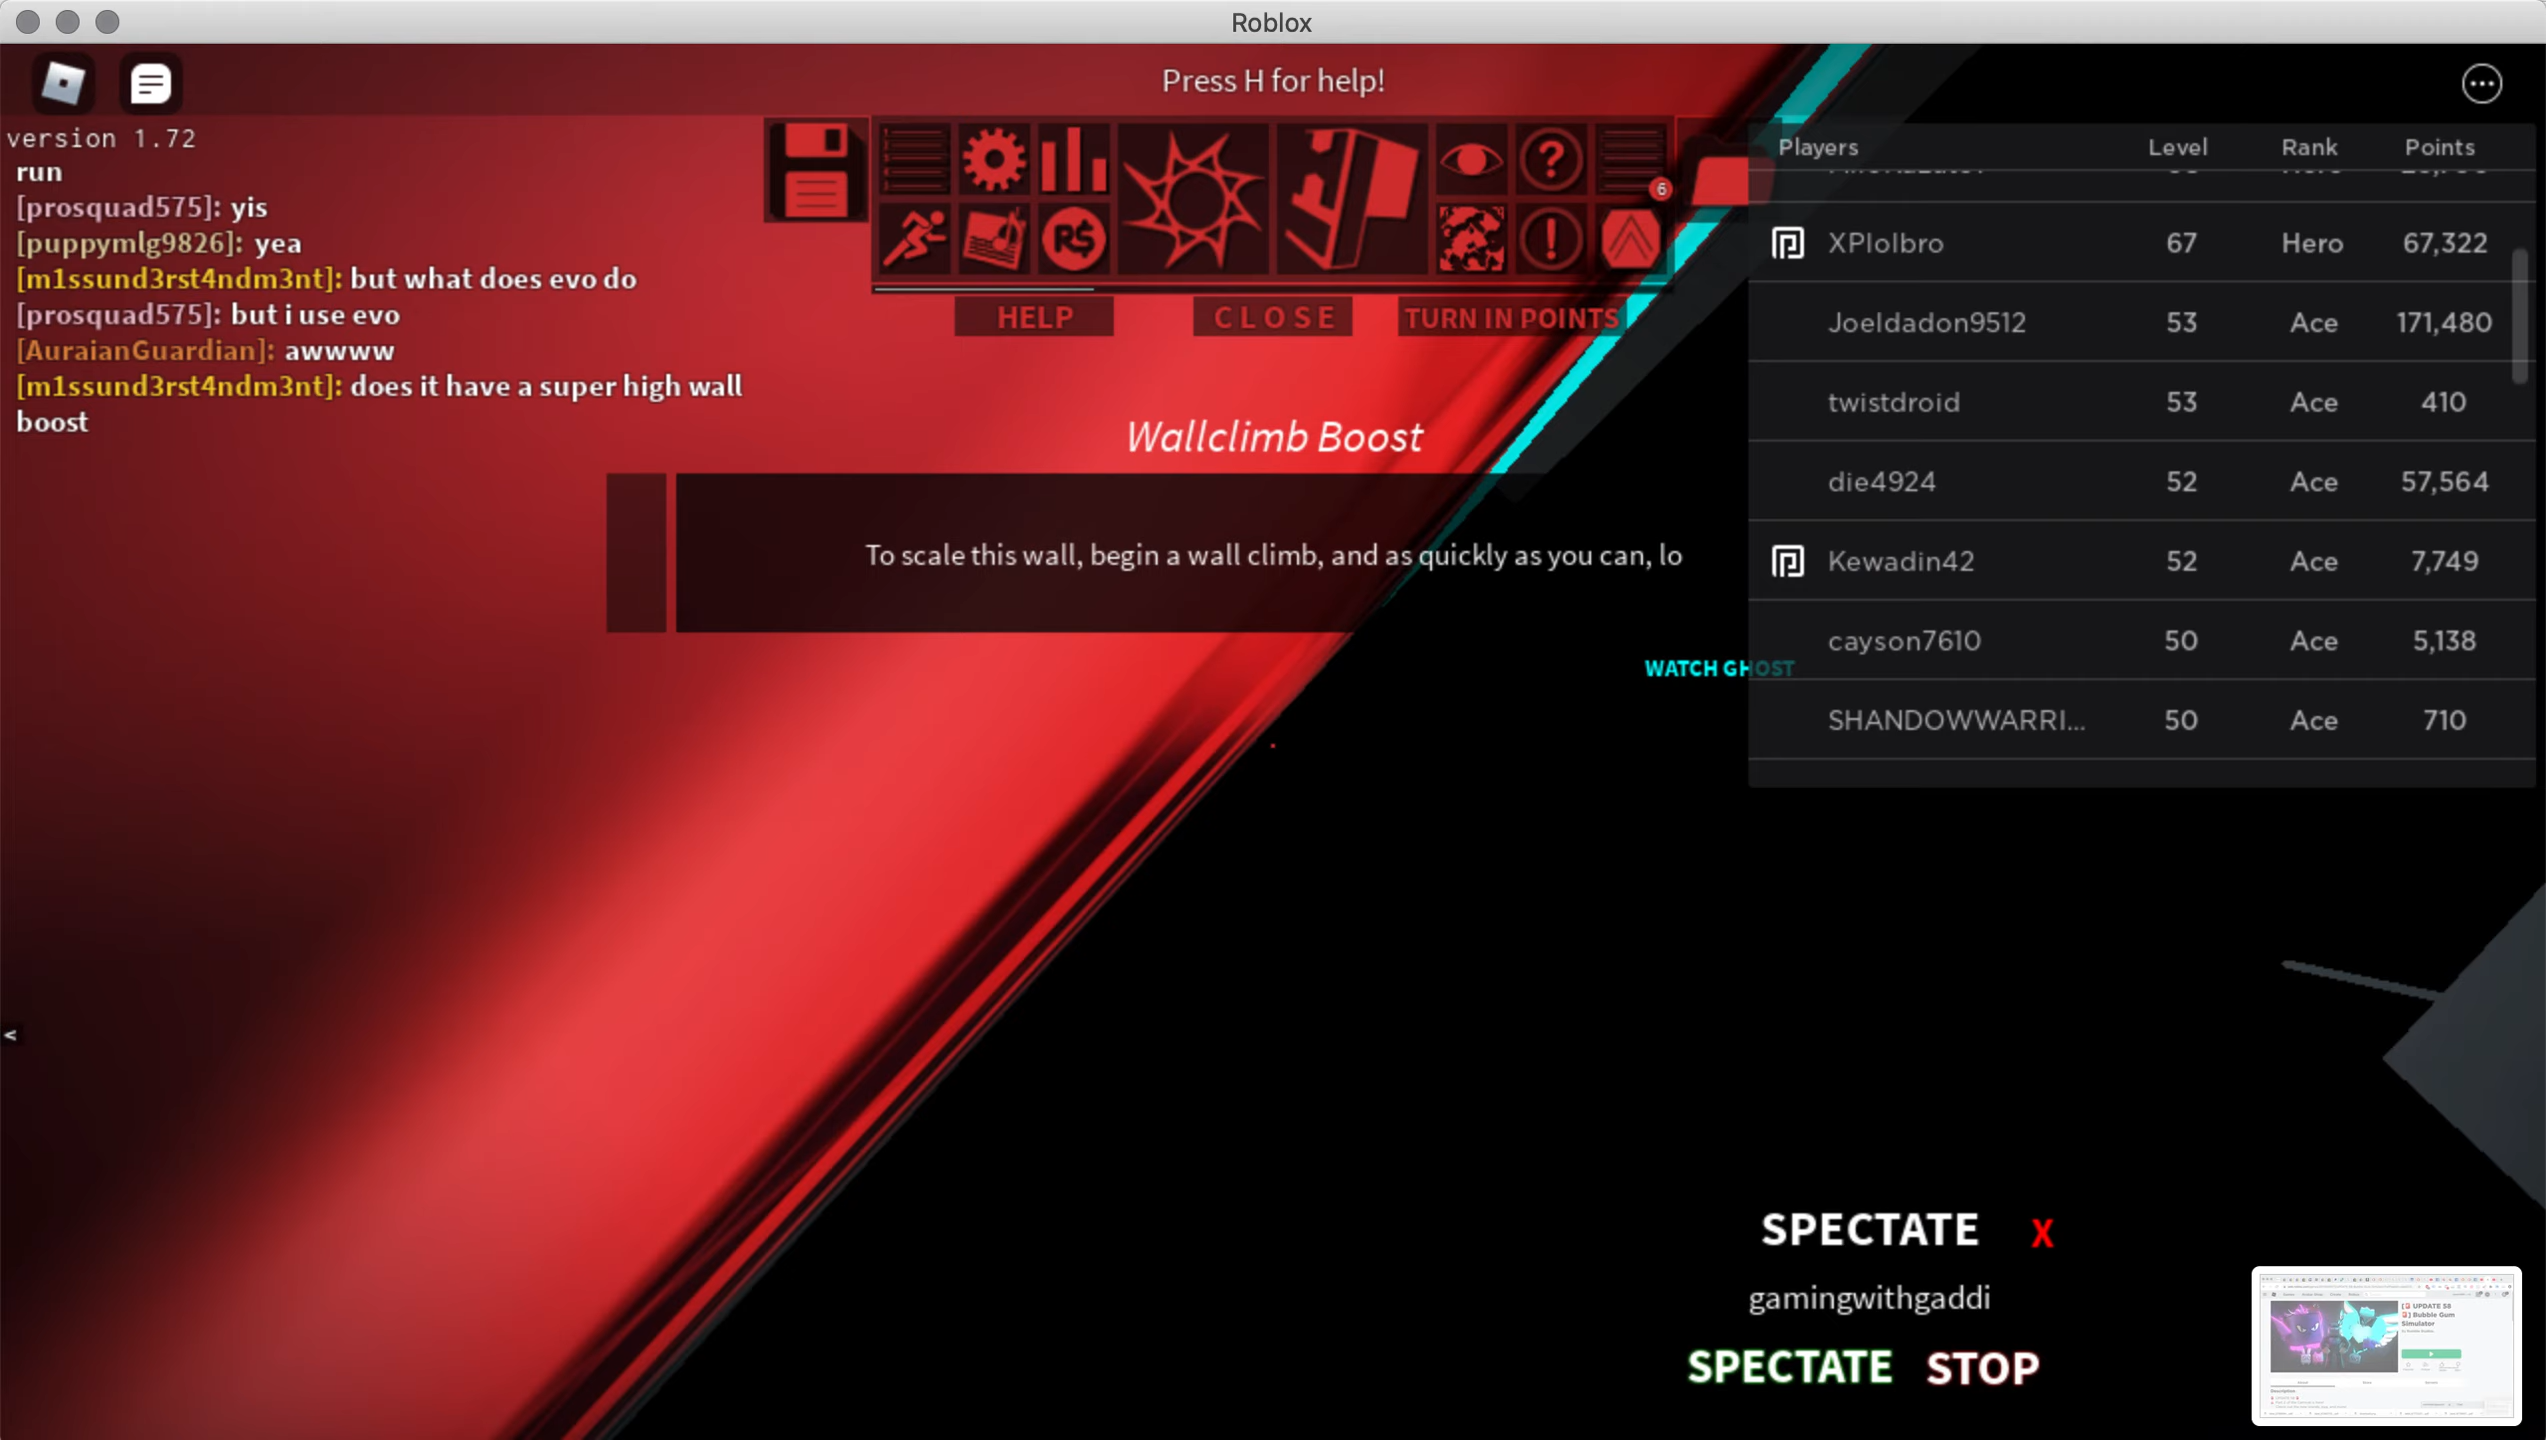 Roblox
Press H for help!
version 1.72
run
[prosquad575]: yis
[puppymlg9826]: yea
[m1ssund3rst4ndm3nt]: but what does evo do
[prosquad575]: but i use evo
[AuraianGuardian]: awwww
[m1ssund3rst4ndm3nt]: does it have a super high wall
boost
R$
6
HELP
CLOSE
TURN IN POINTS
Wallclimb Boost
To scale this wall, begin a wall climb, and as quickly as you can, lo
WATCH GHOST
Players Level Rank Points
XPlolbro 67 Hero 67,322
Joeldadon9512 53 Ace 171,480
twistdroid 53 Ace 410
die4924 52 Ace 57,564
Kewadin42 52 Ace 7,749
cayson7610 50 Ace 5,138
SHANDOWWARRI... 50 Ace 710
<
SPECTATE X
gamingwithgaddi
SPECTATE STOP
UPDATE 58
Bubble Gum
Simulator